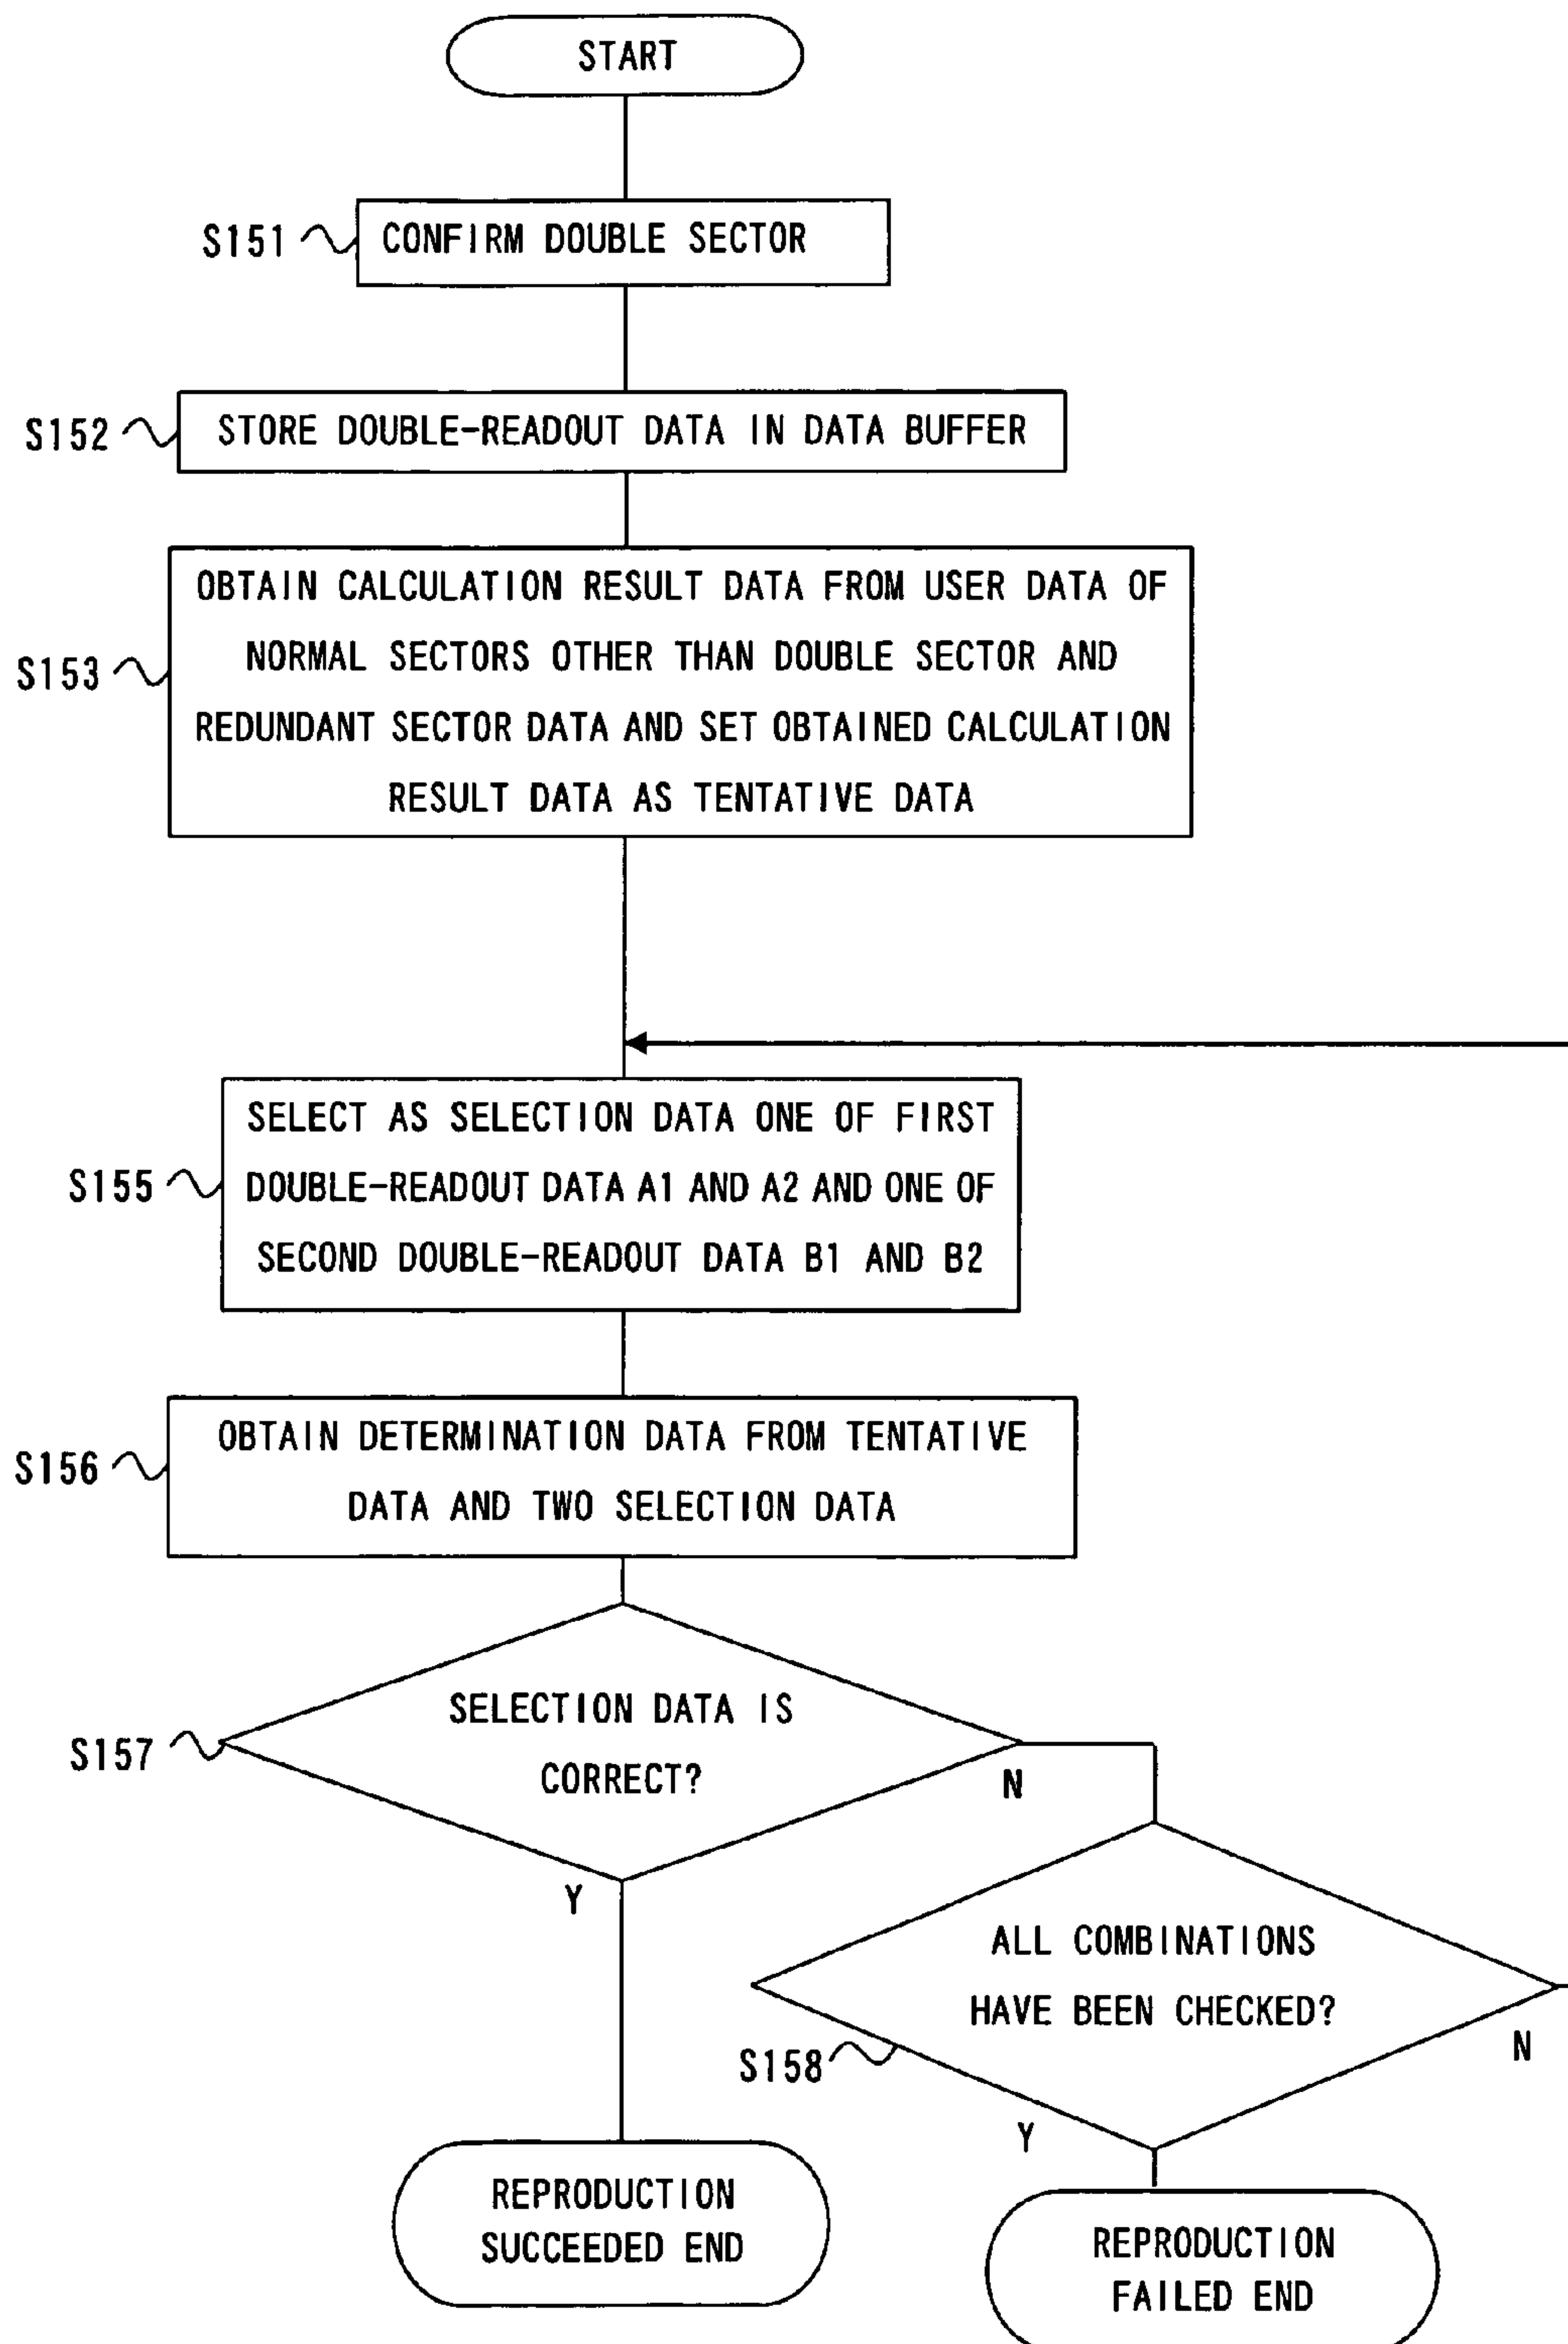 START
S151
CONFIRM DOUBLE SECTOR
S152
STORE DOUBLE-READOUT DATA IN DATA BUFFER
S153
OBTAIN CALCULATION RESULT DATA FROM USER DATA OF
NORMAL SECTORS OTHER THAN DOUBLE SECTOR AND
REDUNDANT SECTOR DATA AND SET OBTAINED CALCULATION
RESULT DATA AS TENTATIVE DATA
S155
SELECT AS SELECTION DATA ONE OF FIRST
DOUBLE-READOUT DATA A1 AND A2 AND ONE OF
SECOND DOUBLE-READOUT DATA B1 AND B2
S156
OBTAIN DETERMINATION DATA FROM TENTATIVE
DATA AND TWO SELECTION DATA
S157
SELECTION DATA IS
CORRECT?
N
Y
ALL COMBINATIONS
HAVE BEEN CHECKED?
S158
N
Y
REPRODUCTION
SUCCEEDED END
REPRODUCTION
FAILED END